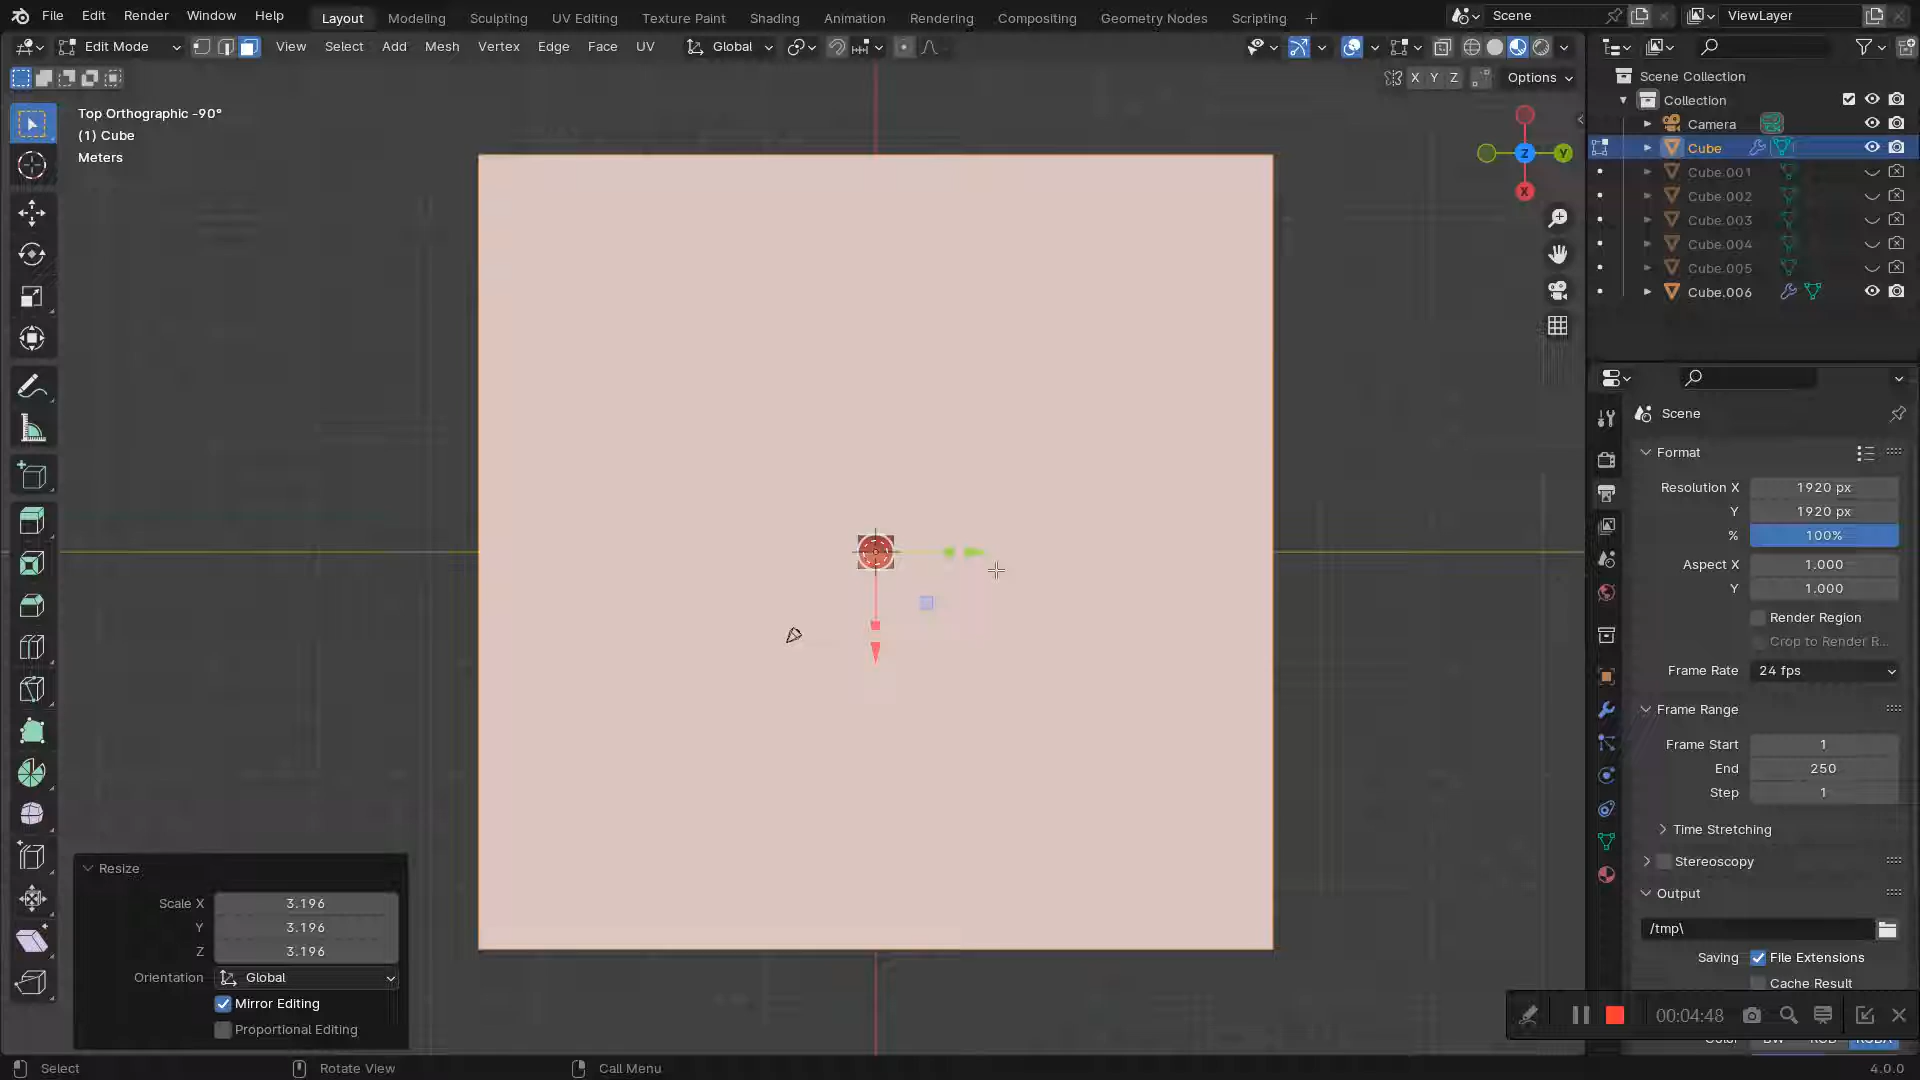 File Edit Render Window Help Layout Modeling Sculpting UV Editing Texture Paint Shading Animation Rendering Compositing Geometry Nodes Scripting Scene ViewLayer
Edit Mode View Select Add Mesh Vertex Edge Face UV Global
X Y Z Options
Top Orthographic -90°
(1) Cube
Meters
Z Y X
Scene Collection
Collection
Camera
Cube
Cube.001
Cube.002
Cube.003
Cube.004
Cube.005
Cube.006
Scene
Format
Resolution X 1920 px
Y 1920 px
% 100%
Aspect X 1.000
Y 1.000
Render Region
Crop to Render R...
Frame Rate 24 fps
Frame Range
Frame Start 1
End 250
Step 1
Time Stretching
Stereoscopy
Output
/tmp\
Saving File Extensions
Cache Result
00:04:48
Resize
Scale X 3.196
Y 3.196
Z 3.196
Orientation Global
Mirror Editing
Proportional Editing
Select Rotate View Call Menu 4.0.0